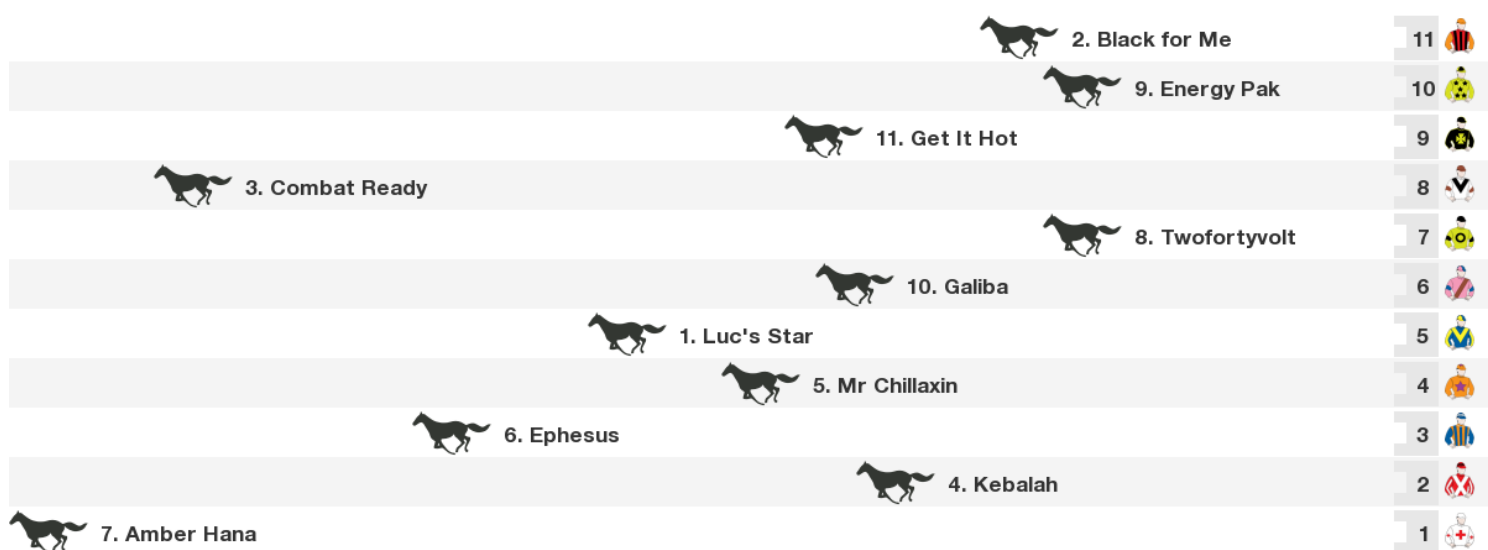 2. Black for Me 11
9. Energy Pak 10
11. Get It Hot 9
3. Combat Ready 8
8. Twofortyvolt 7
10. Galiba 6
1. Luc's Star 5
5. Mr Chillaxin 4
6. Ephesus 3
4. Kebalah 2
7. Amber Hana 1